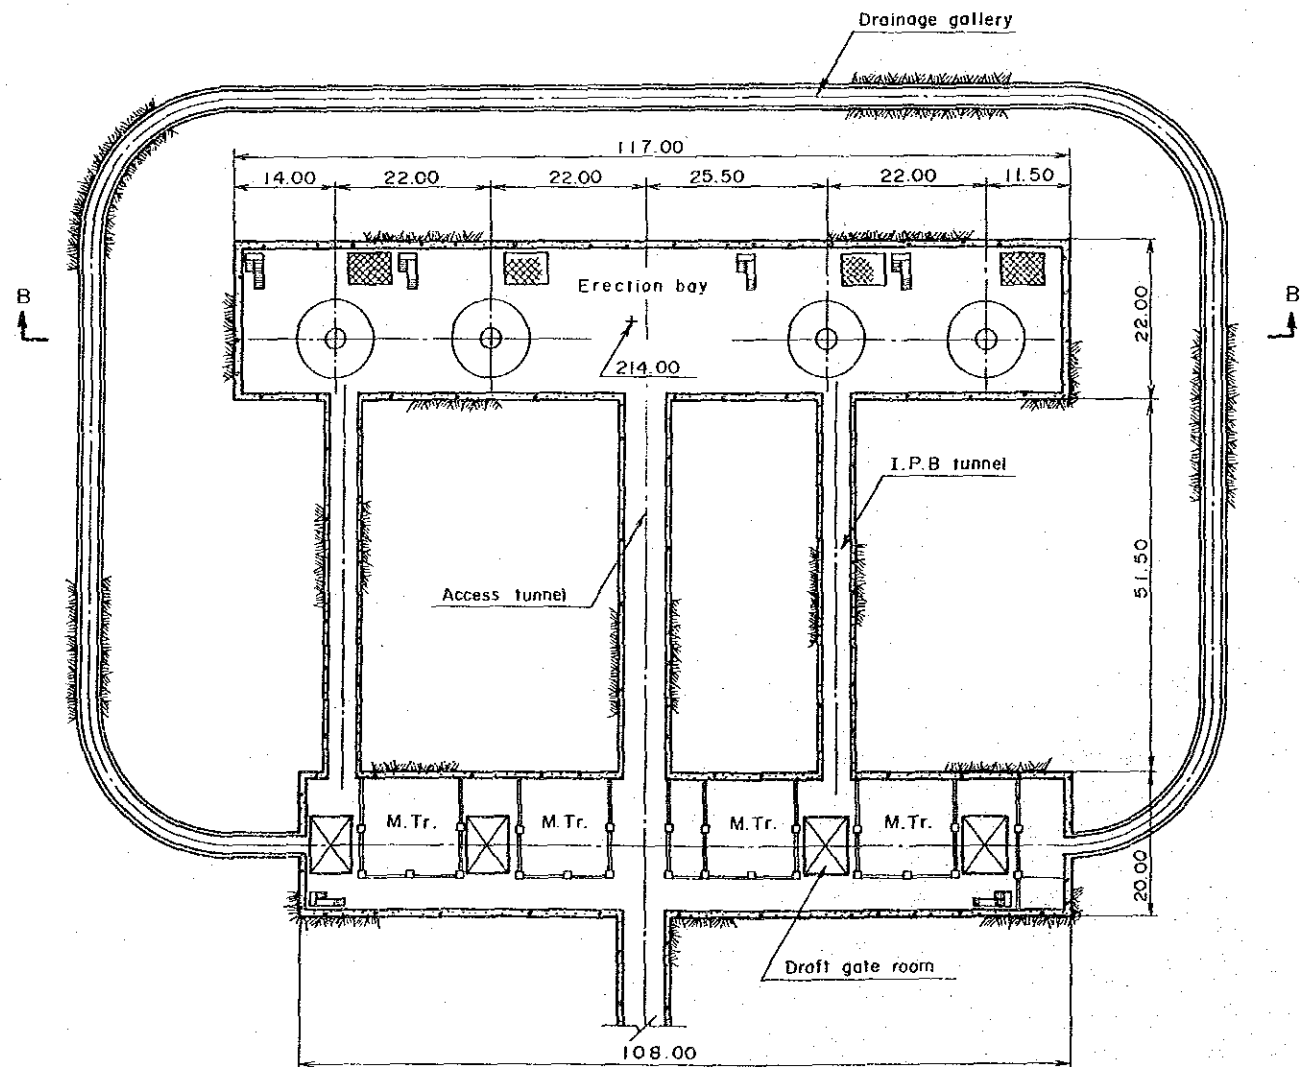 Drainage gallery
117.00
14.00 22.00 22.00 25.50 22.00 11.50
Erection bay
B B
22.00
214.00
I.P.B tunnel
51.50
Access tunnel
M.Tr. M.Tr. M.Tr. M.Tr.
20.00
Draft gate room
108.00